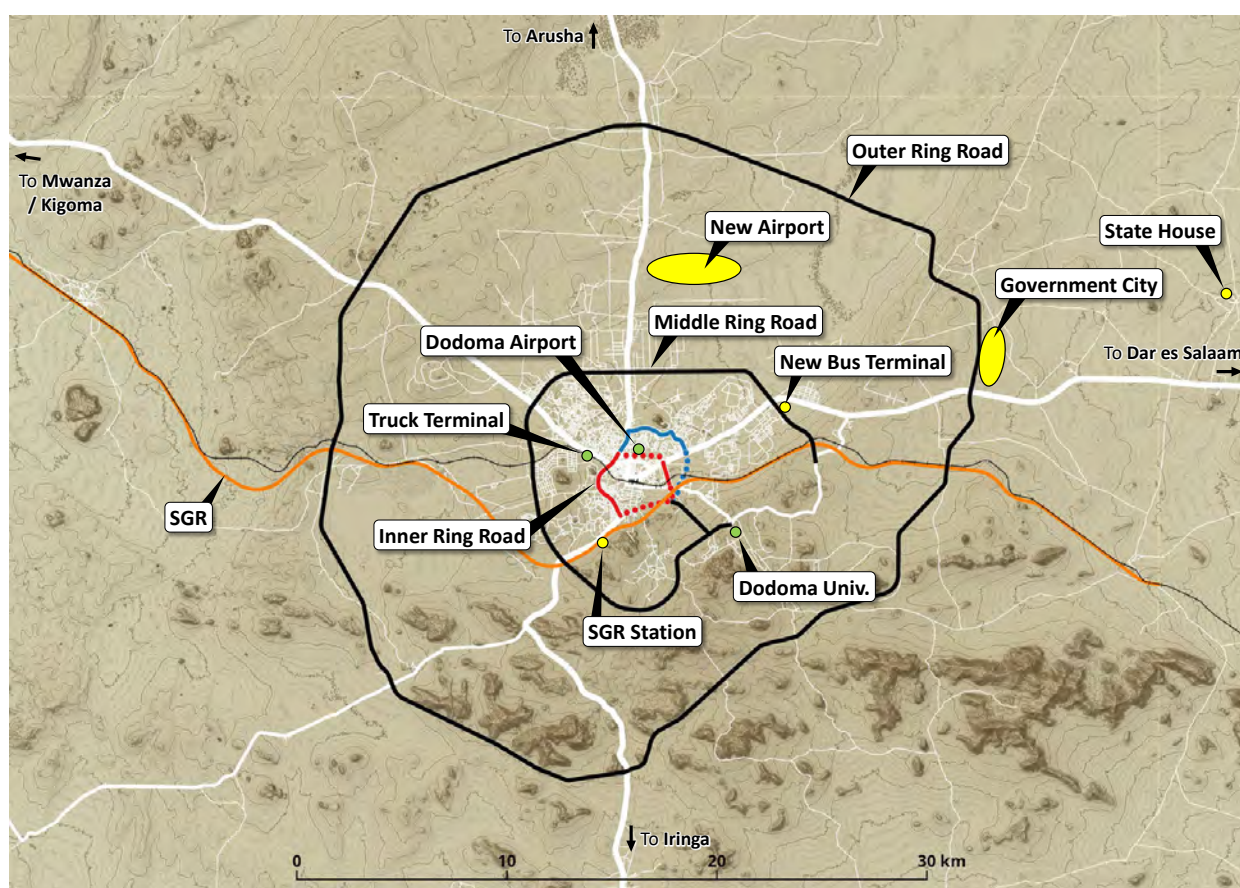 To Arusha
Outer Ring Road
To Mwanza
/ Kigoma
New Airport
State House
Government City
Middle Ring Road
Dodoma Airport
New Bus Terminal
To Dar es Salaam
Truck Terminal
SGR
Inner Ring Road
Dodoma Univ.
SGR Station
To Iringa
0 10 20 30 km